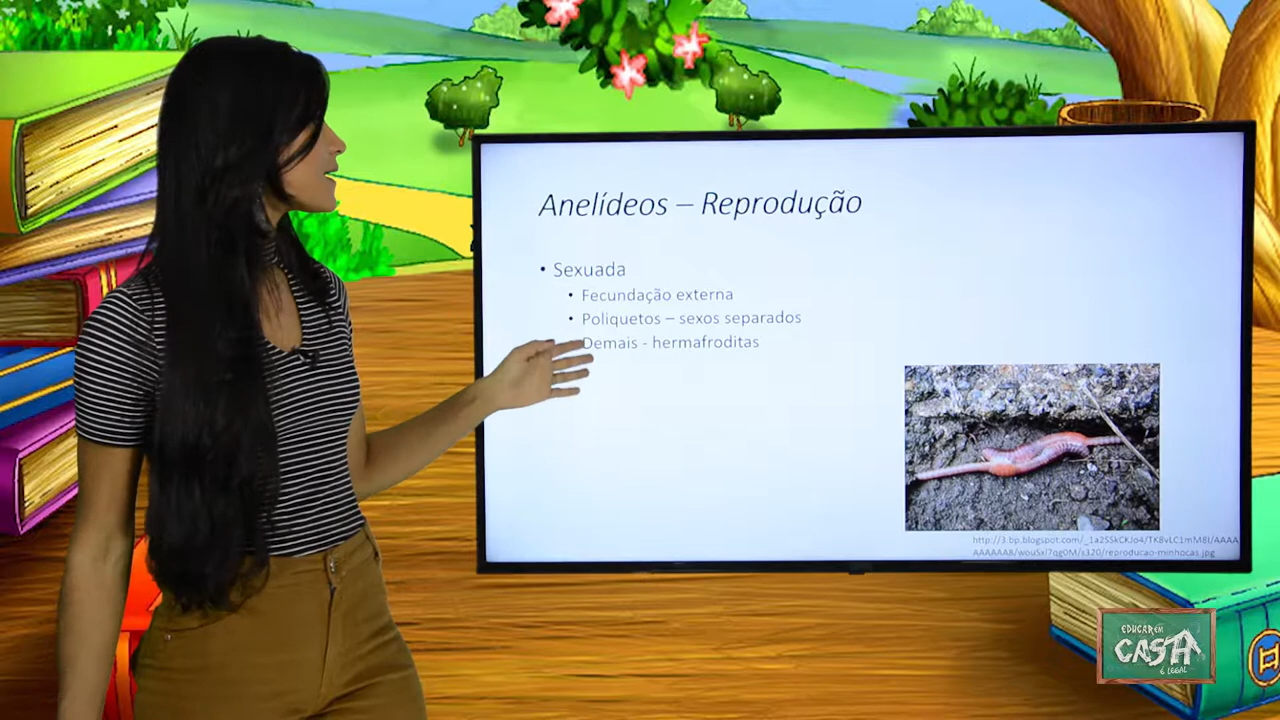 Anelídeos – Reprodução
• Sexuada
• Fecundação externa
• Poliquetos – sexos separados
Demais - hermafroditas
EDUCAR EM
CASA
É LEGAL